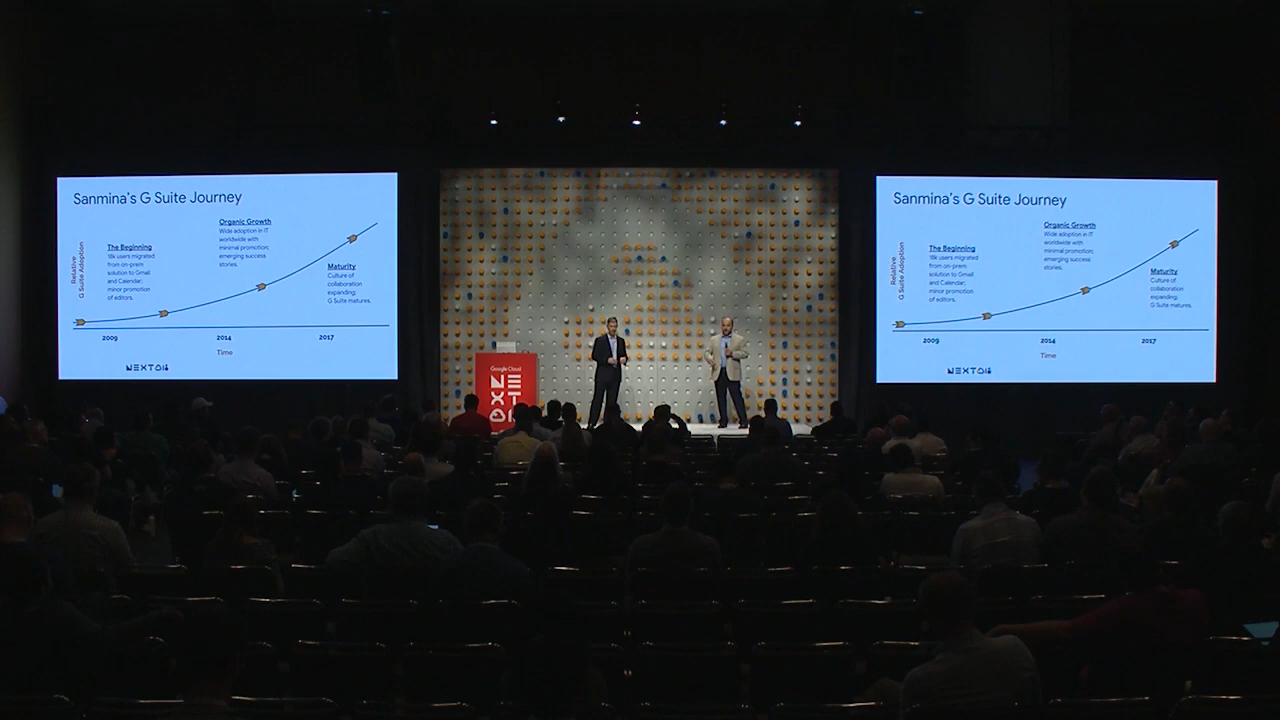 Sanmina's G Suite Journey
Relative
G Suite Adoption
The Beginning
18k users migrated
from on-prem
solution to Gmail
and Calendar;
minor promotion
of editors.
Organic Growth
Wide adoption in IT
worldwide with
minimal promotion;
emerging success
stories.
Maturity
Culture of
collaboration
expanding;
G Suite matures.
2009
2014
2017
Time
NEXT018
Google Cloud
NEXT0
Sanmina's G Suite Journey
Relative
G Suite Adoption
The Beginning
18k users migrated
from on-prem
solution to Gmail
and Calendar;
minor promotion
of editors.
Organic Growth
Wide adoption in IT
worldwide with
minimal promotion;
emerging success
stories.
Maturity
Culture of
collaboration
expanding;
G Suite matures.
2009
2014
2017
Time
NEXT018